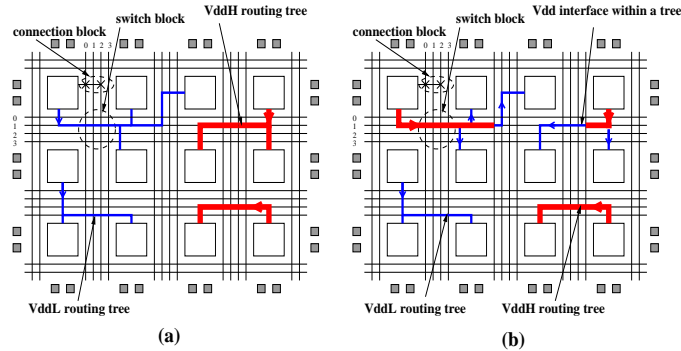 switch block
connection block
VddH routing tree
0 1 2 3
0
1
2
3
VddL routing tree
(a)
Vdd interface within a tree
switch block
connection block
0 1 2 3
0
1
2
3
VddL routing tree
VddH routing tree
(b)